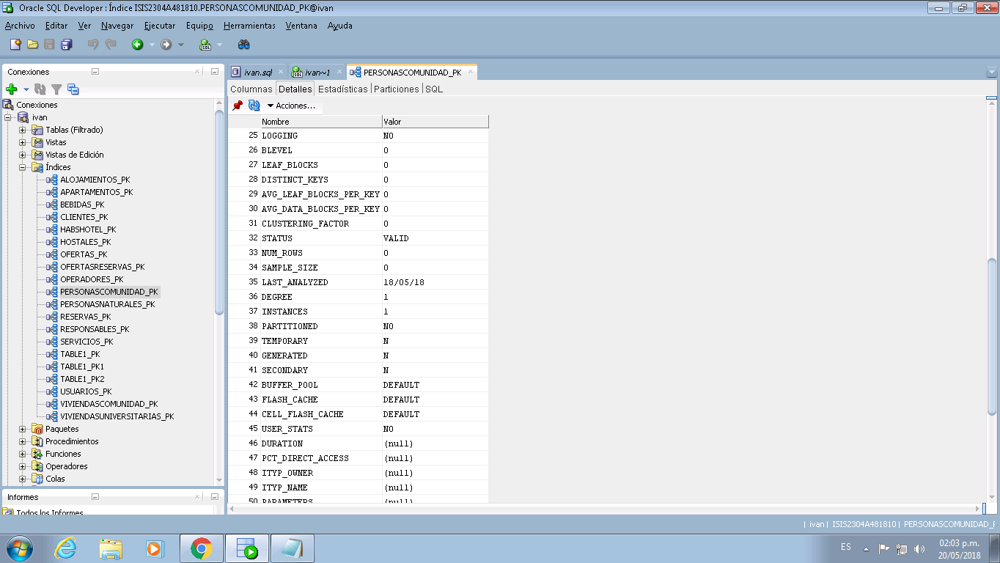 Oracle SQL Developer : Índice ISIS2304A481810.PERSONASCOMUNIDAD_PK@ivan
Archivo Editar Ver Navegar Ejecutar Equipo Herramientas Ventana Ayuda
Conexiones
ivan.sql ivan~1 PERSONASCOMUNIDAD_PK
Columnas Detalles Estadísticas Particiones SQL
Acciones...
Conexiones
ivan
Tablas (Filtrado)
Vistas
Vistas de Edición
Índices
ALOJAMIENTOS_PK
APARTAMENTOS_PK
BEBIDAS_PK
CLIENTES_PK
HABSHOTEL_PK
HOSTALES_PK
OFERTAS_PK
OFERTASRESERVAS_PK
OPERADORES_PK
PERSONASCOMUNIDAD_PK
PERSONASNATURALES_PK
RESERVAS_PK
RESPONSABLES_PK
SERVICIOS_PK
TABLE1_PK
TABLE1_PK1
TABLE1_PK2
USUARIOS_PK
VIVIENDASCOMUNIDAD_PK
VIVIENDASUNIVERSITARIAS_PK
Paquetes
Procedimientos
Funciones
Operadores
Colas
Informes
Todos los Informes
Nombre Valor
25 LOGGING NO
26 BLEVEL 0
27 LEAF_BLOCKS 0
28 DISTINCT_KEYS 0
29 AVG_LEAF_BLOCKS_PER_KEY 0
30 AVG_DATA_BLOCKS_PER_KEY 0
31 CLUSTERING_FACTOR 0
32 STATUS VALID
33 NUM_ROWS 0
34 SAMPLE_SIZE 0
35 LAST_ANALYZED 18/05/18
36 DEGREE 1
37 INSTANCES 1
38 PARTITIONED NO
39 TEMPORARY N
40 GENERATED N
41 SECONDARY N
42 BUFFER_POOL DEFAULT
43 FLASH_CACHE DEFAULT
44 CELL_FLASH_CACHE DEFAULT
45 USER_STATS NO
46 DURATION (null)
47 PCT_DIRECT_ACCESS (null)
48 ITYP_OWNER (null)
49 ITYP_NAME (null)
50 PARAMETERS (null)
| ivan | ISIS2304A481810 | PERSONASCOMUNIDAD_F
ES
02:03 p.m.
20/05/2018